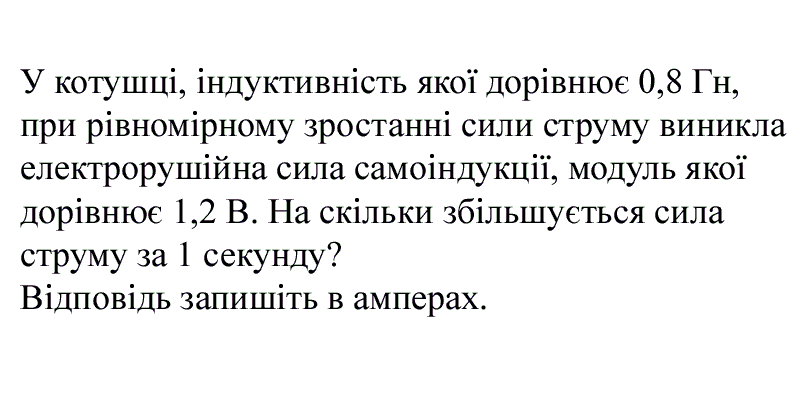 У котушці, індуктивність якої дорівнює 0,8 Гн,
при рівномірному зростанні сили струму виникла
електрорушійна сила самоіндукції, модуль якої
дорівнює 1,2 В. На скільки збільшується сила
струму за 1 секунду?
Відповідь запишіть в амперах.